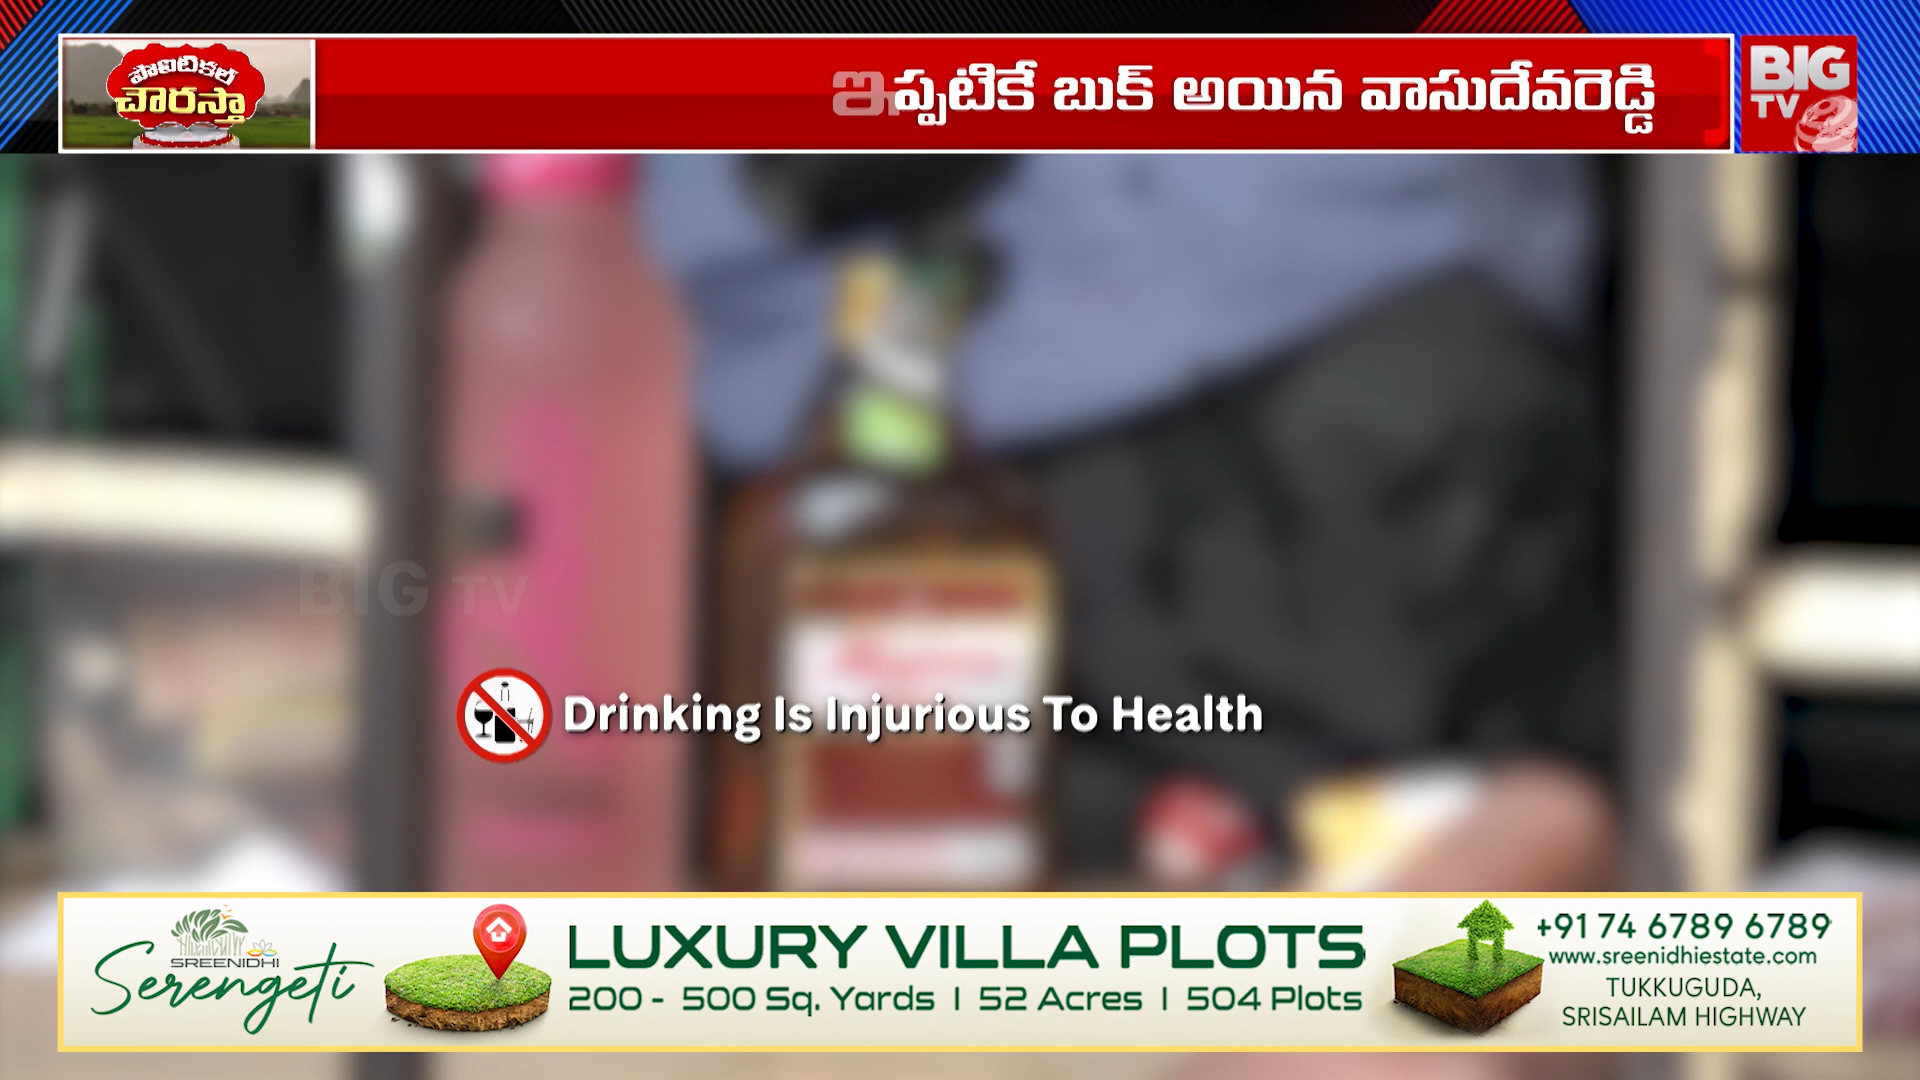 పొలిటికల్
చౌరస్తా
ఇప్పటికే బుక్ అయిన వాసుదేవరెడ్డి
BIG
TV
BIG TV
Drinking Is Injurious To Health
SREENIDHI
Serengeti
LUXURY VILLA PLOTS
200 - 500 Sq. Yards I 52 Acres I 504 Plots
+91 74 6789 6789
www.sreenidhiestate.com
TUKKUGUDA,
SRISAILAM HIGHWAY